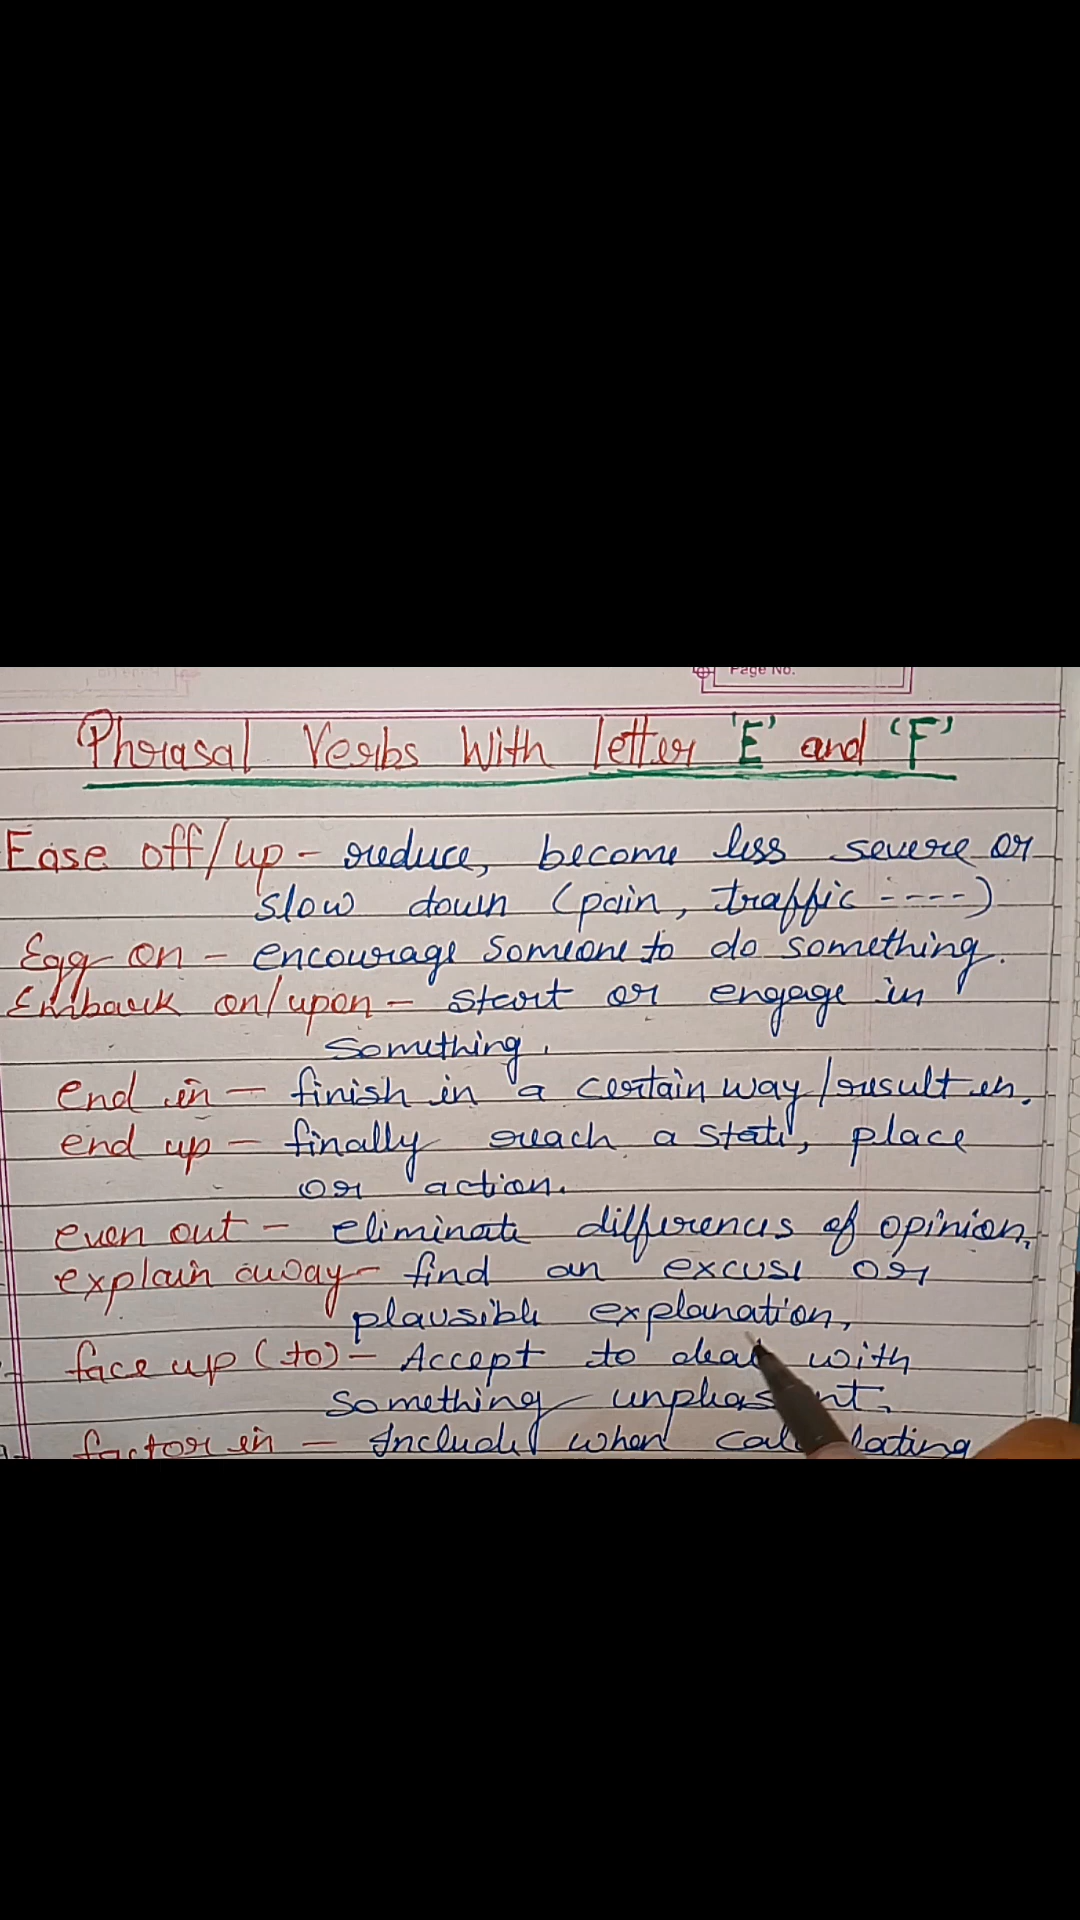 Page No.
Phrasal Verbs With letter 'E' and 'F'
Ease off/up - reduce, become less severe or
slow down (pain, traffic ----)
Egg on - encourage someone to do something.
Embark on/upon - start or engage in
something.
end in - finish in a certain way/result in.
end up - finally reach a state, place
or action.
even out - eliminate differences of opinion.
explain away - find an excuse or
plausible explanation.
face up (to) - Accept to deal with
something unpleasant.
factor in - Include when calculating